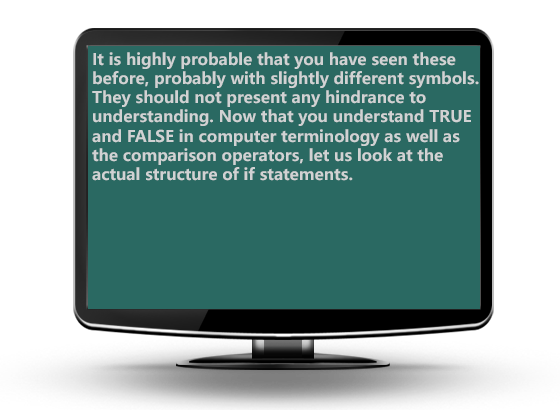 It is highly probable that you have seen these
before, probably with slightly different symbols.
They should not present any hindrance to
understanding. Now that you understand TRUE
and FALSE in computer terminology as well as
the comparison operators, let us look at the
actual structure of if statements.